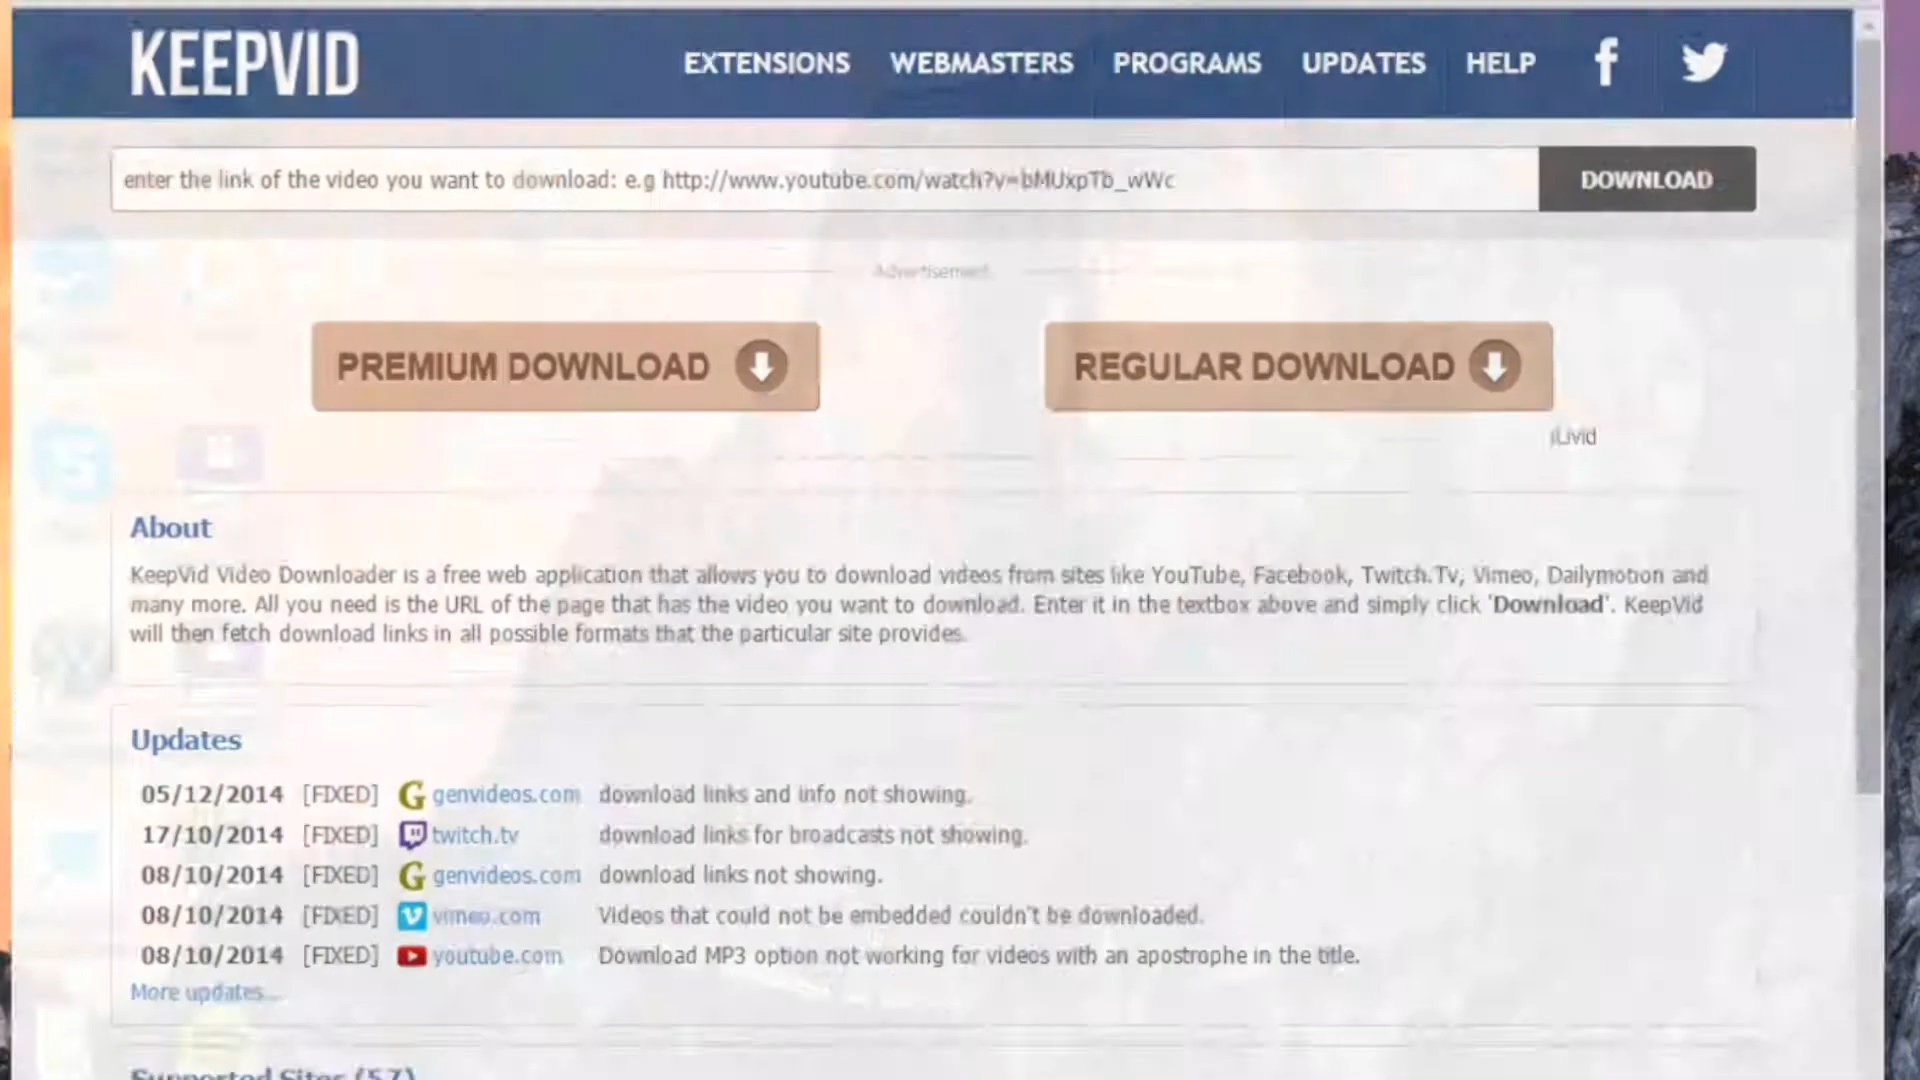 KEEPVID
EXTENSIONS WEBMASTERS PROGRAMS UPDATES HELP
enter the link of the video you want to download: e.g http://www.youtube.com/watch?v=bMUxpTb_wWc DOWNLOAD
Advertisement
PREMIUM DOWNLOAD REGULAR DOWNLOAD
iLivid
About
KeepVid Video Downloader is a free web application that allows you to download videos from sites like YouTube, Facebook, Twitch.Tv, Vimeo, Dailymotion and
many more. All you need is the URL of the page that has the video you want to download. Enter it in the textbox above and simply click 'Download'. KeepVid
will then fetch download links in all possible formats that the particular site provides.
Updates
05/12/2014 [FIXED] genvideos.com download links and info not showing.
17/10/2014 [FIXED] twitch.tv download links for broadcasts not showing.
08/10/2014 [FIXED] genvideos.com download links not showing.
08/10/2014 [FIXED] vimeo.com Videos that could not be embedded couldn't be downloaded.
08/10/2014 [FIXED] youtube.com Download MP3 option not working for videos with an apostrophe in the title.
More updates...
Supported Sites (57)